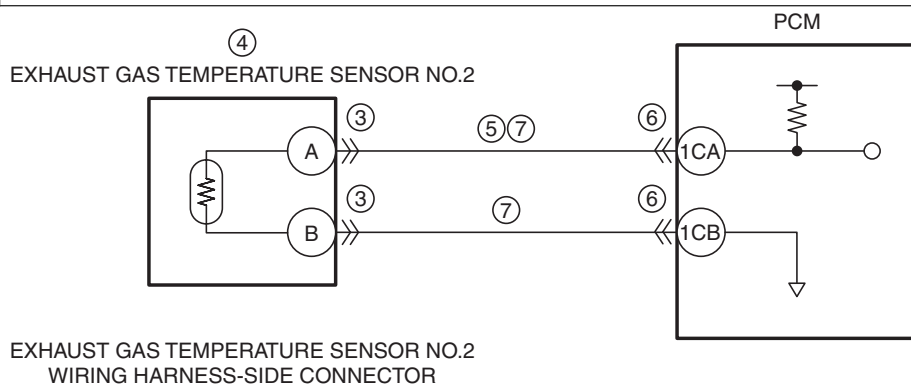 PCM
④
EXHAUST GAS TEMPERATURE SENSOR NO.2
③ ⑤⑦ ⑥
A 1CA
③ ⑦ ⑥
B 1CB
EXHAUST GAS TEMPERATURE SENSOR NO.2
WIRING HARNESS-SIDE CONNECTOR